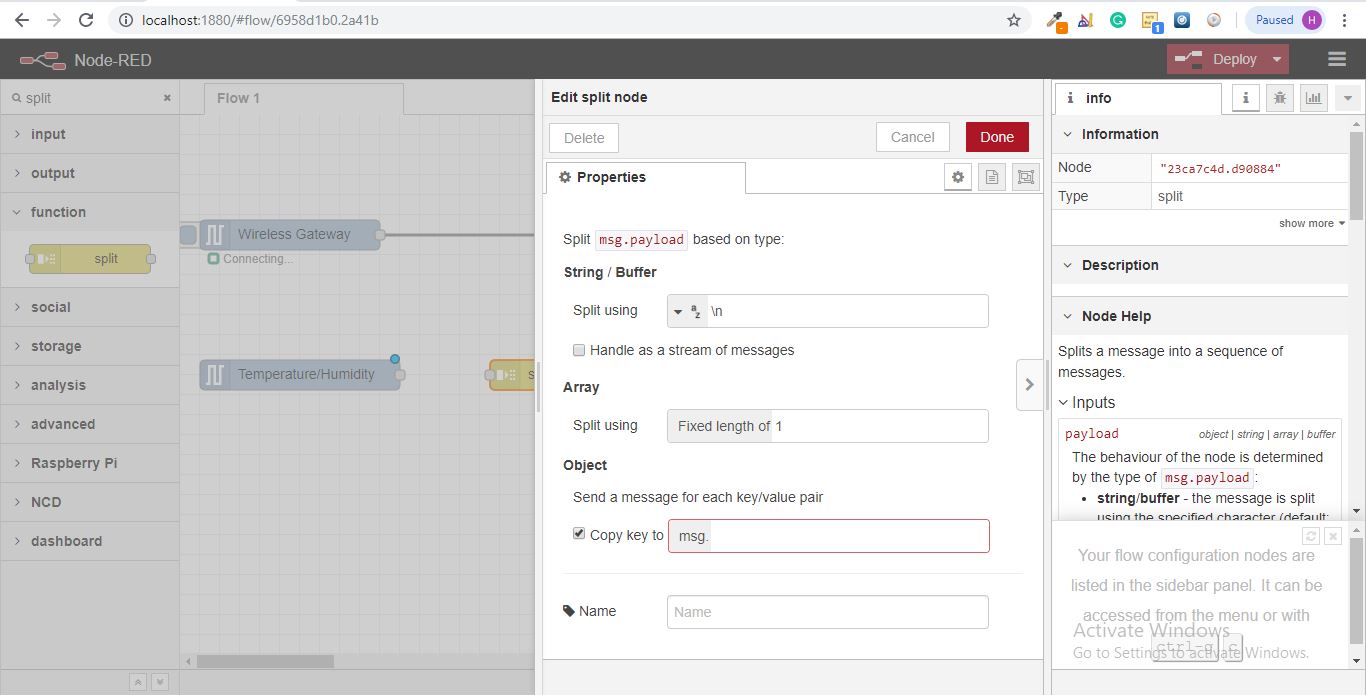 localhost:1880/#flow/6958d1b0.2a41b
Paused H
1
Node-RED
Deploy
split
Flow 1
input
output
function
split
social
storage
analysis
advanced
Raspberry Pi
NCD
dashboard
Wireless Gateway
Connecting...
Temperature/Humidity
s
Edit split node
Delete
Cancel
Done
Properties
Split msg.payload based on type:
String / Buffer
Split using
a z \n
Handle as a stream of messages
Array
Split using
Fixed length of 1
Object
Send a message for each key/value pair
Copy key to
msg.
Name
Name
i info
i
Information
Node "23ca7c4d.d90884"
Type split
show more
Description
Node Help
Splits a message into a sequence of
messages.
Inputs
payload object | string | array | buffer
The behaviour of the node is determined
by the type of msg.payload:
• string/buffer - the message is split
using the specified character (default:
Your flow configuration nodes are
listed in the sidebar panel. It can be
accessed from the menu or with
ctrl-g c
Activate Windows
Go to Settings to activate Windows.